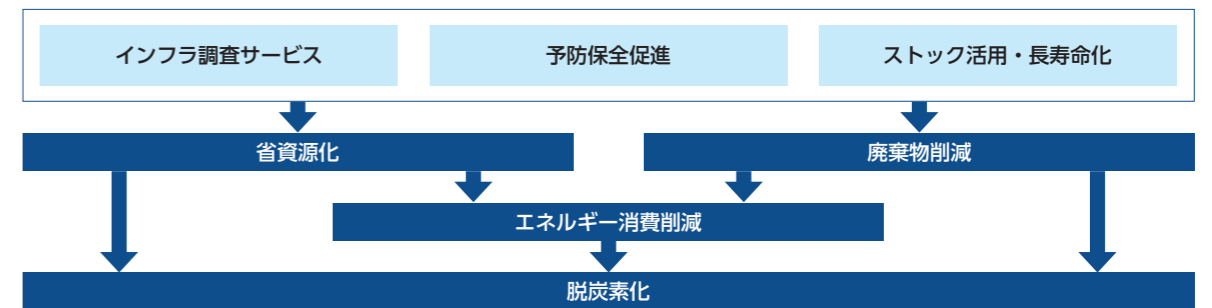 インフラ調査サービス
予防保全促進
ストック活用・長寿命化
省資源化
廃棄物削減
エネルギー消費削減
脱炭素化